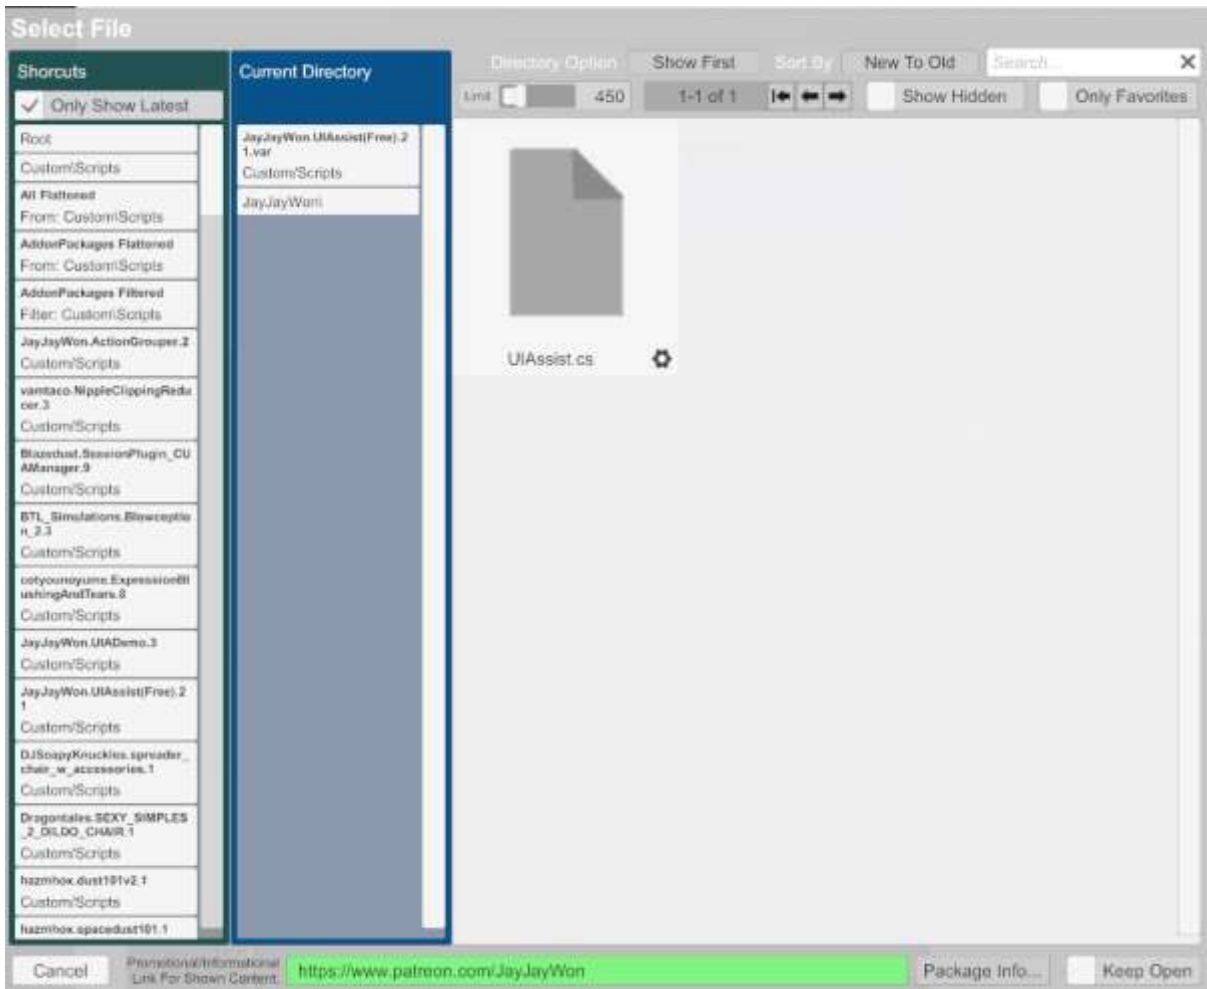 Select File
Shorcuts
Only Show Latest
Root
Custom\Scripts
All Flattened
From: Custom\Scripts
AddonPackages Flattened
From: Custom\Scripts
AddonPackages Filtered
Filter: Custom\Scripts
JayJayWon.ActionGrouper.2
Custom/Scripts
vamtaco.NippleClippingRedu
cer.3
Custom/Scripts
Blazedust.SessionPlugin_CU
AManager.9
Custom/Scripts
BTL_Simulations.Blowceptio
n_2.3
Custom/Scripts
cotyounoyume.ExpressionBl
ushingAndTears.8
Custom/Scripts
JayJayWon.UIADemo.3
Custom/Scripts
JayJayWon.UIAssist(Free).2
1
Custom/Scripts
DJSoapyKnuckles.spreader_
chair_w_accessories.1
Custom/Scripts
Dragontales.SEXY_SIMPLES
_2_DILDO_CHAIR.1
Custom/Scripts
hazmhox.dust101v2.1
Custom/Scripts
hazmhox.spacedust101.1
Current Directory
JayJayWon.UIAssist(Free).2
1.var
Custom/Scripts
JayJayWon\
Directory Option Show First Sort By New To Old Search... X
Limit 450 1-1 of 1 Show Hidden Only Favorites
UIAssist.cs
Cancel
Promotional/Informational
Link For Shown Content:
https://www.patreon.com/JayJayWon
Package Info...
Keep Open